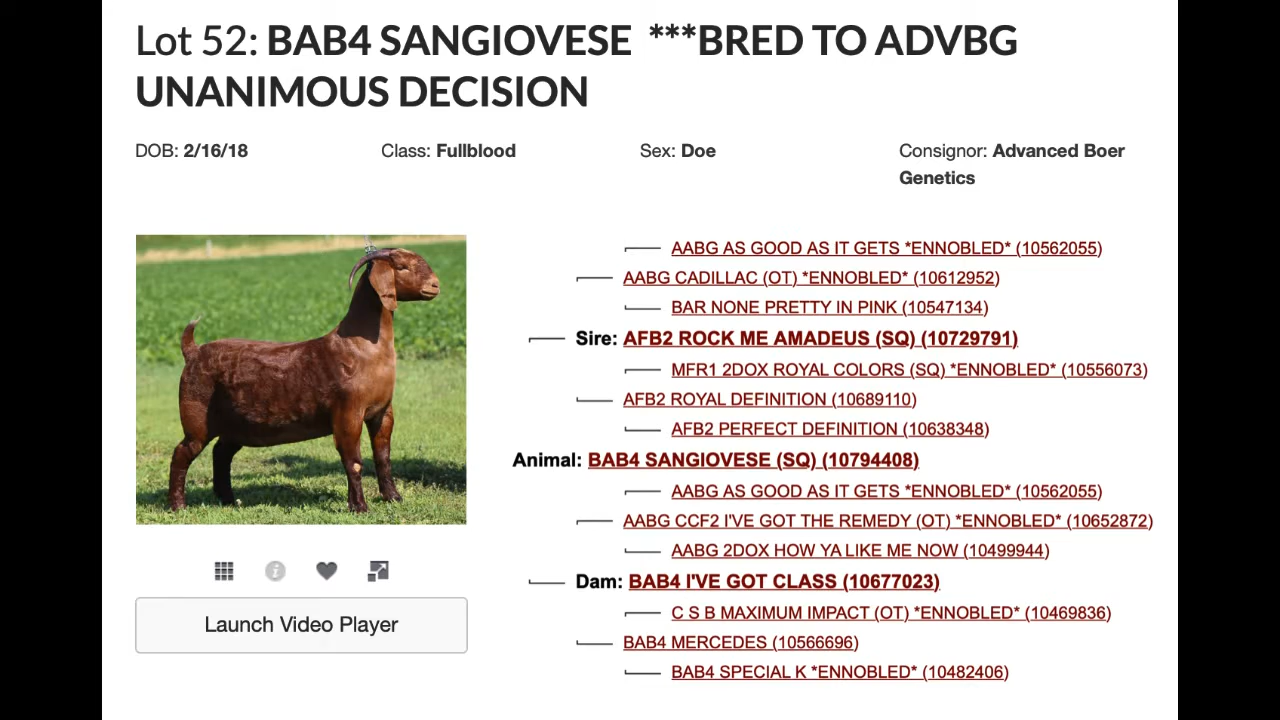 Lot 52: BAB4 SANGIOVESE ***BRED TO ADVBG
UNANIMOUS DECISION
DOB: 2/16/18 Class: Fullblood Sex: Doe Consignor: Advanced Boer
Genetics
AABG AS GOOD AS IT GETS *ENNOBLED* (10562055)
AABG CADILLAC (OT) *ENNOBLED* (10612952)
BAR NONE PRETTY IN PINK (10547134)
Sire: AFB2 ROCK ME AMADEUS (SQ) (10729791)
MFR1 2DOX ROYAL COLORS (SQ) *ENNOBLED* (10556073)
AFB2 ROYAL DEFINITION (10689110)
AFB2 PERFECT DEFINITION (10638348)
Animal: BAB4 SANGIOVESE (SQ) (10794408)
AABG AS GOOD AS IT GETS *ENNOBLED* (10562055)
AABG CCF2 I'VE GOT THE REMEDY (OT) *ENNOBLED* (10652872)
AABG 2DOX HOW YA LIKE ME NOW (10499944)
Dam: BAB4 I'VE GOT CLASS (10677023)
C S B MAXIMUM IMPACT (OT) *ENNOBLED* (10469836)
BAB4 MERCEDES (10566696)
BAB4 SPECIAL K *ENNOBLED* (10482406)
Launch Video Player